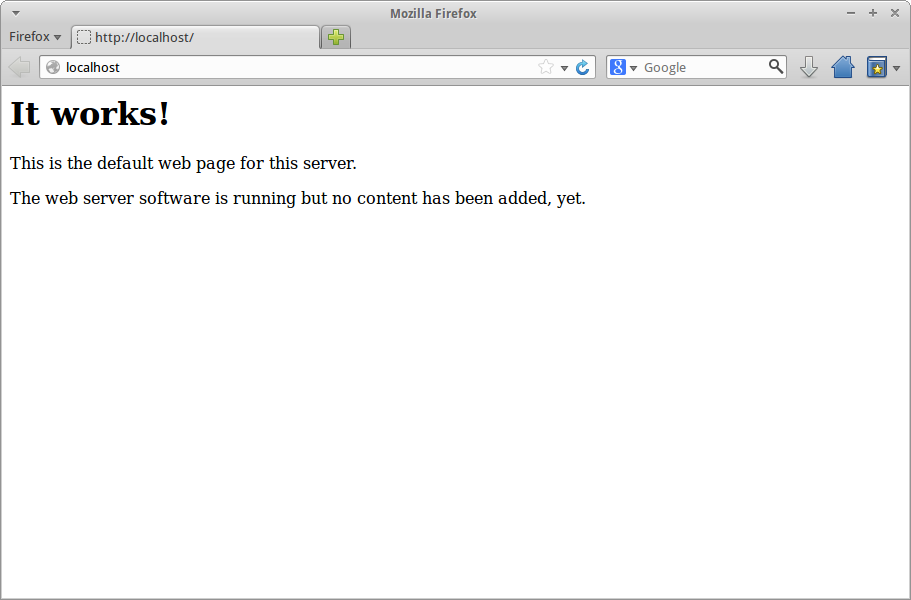 Mozilla Firefox
Firefox
http://localhost/
localhost
Google
It works!
This is the default web page for this server.
The web server software is running but no content has been added, yet.